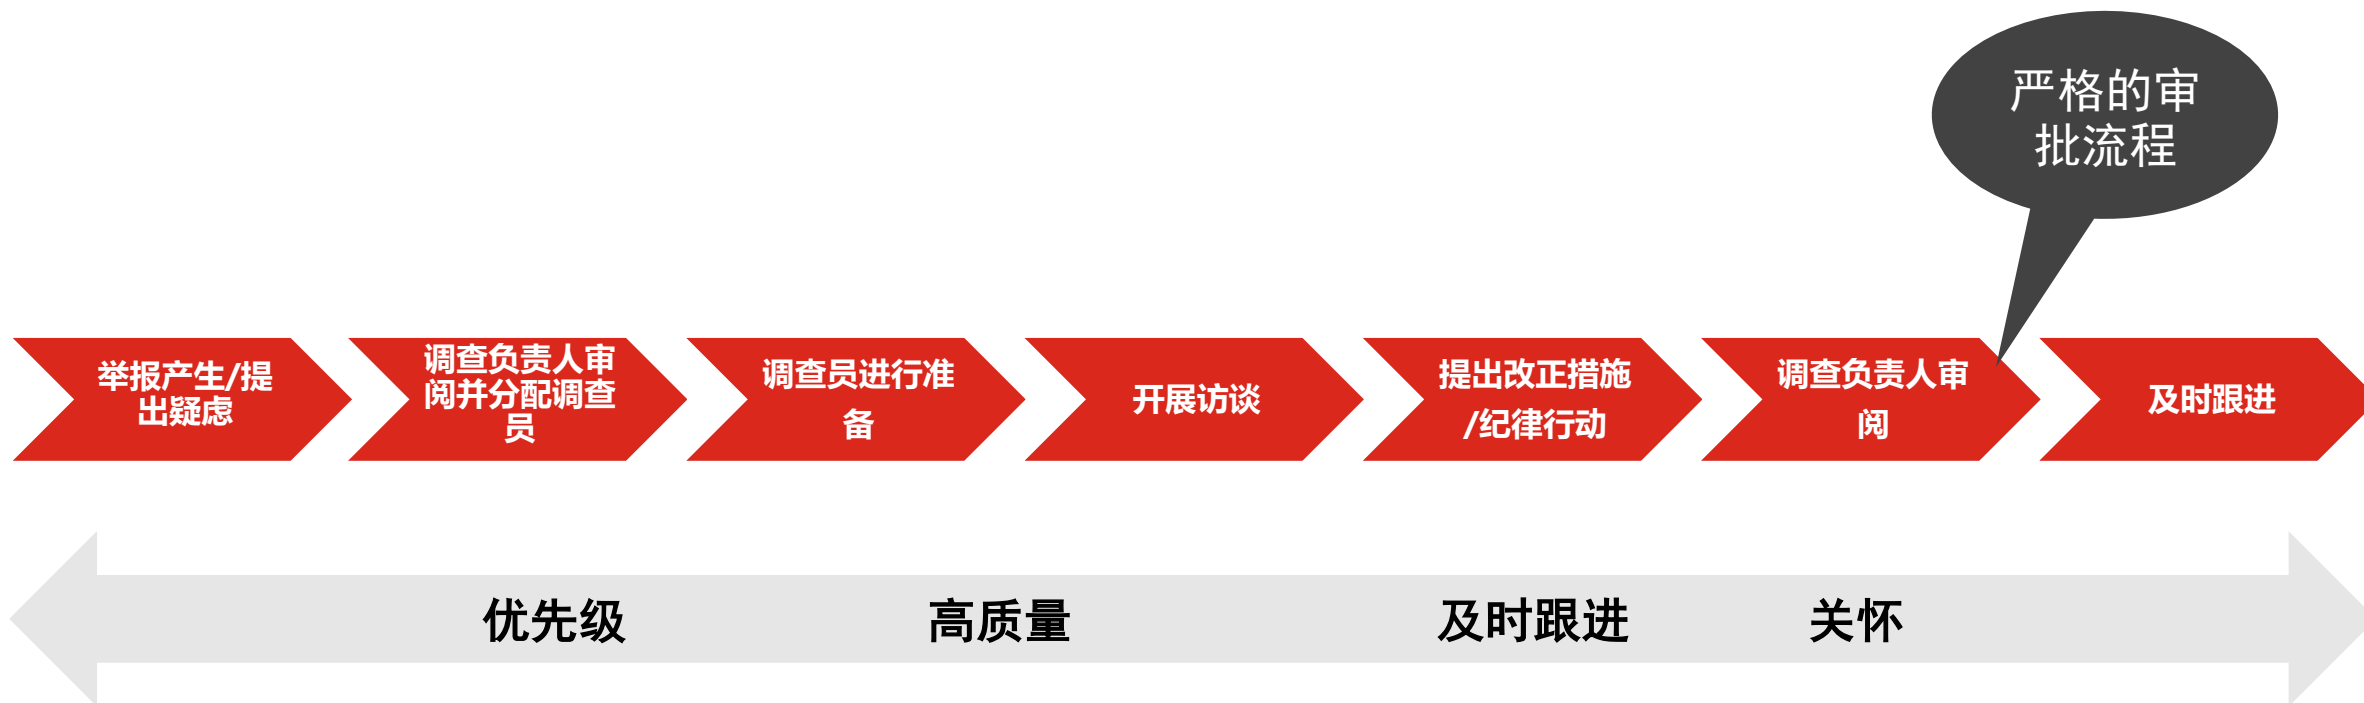 严格的审
批流程
举报产生/提
出疑虑
调查负责人审
阅并分配调查
员
调查员进行准
备
开展访谈
提出改正措施
/纪律行动
调查负责人审
阅
及时跟进
优先级
高质量
及时跟进
关怀